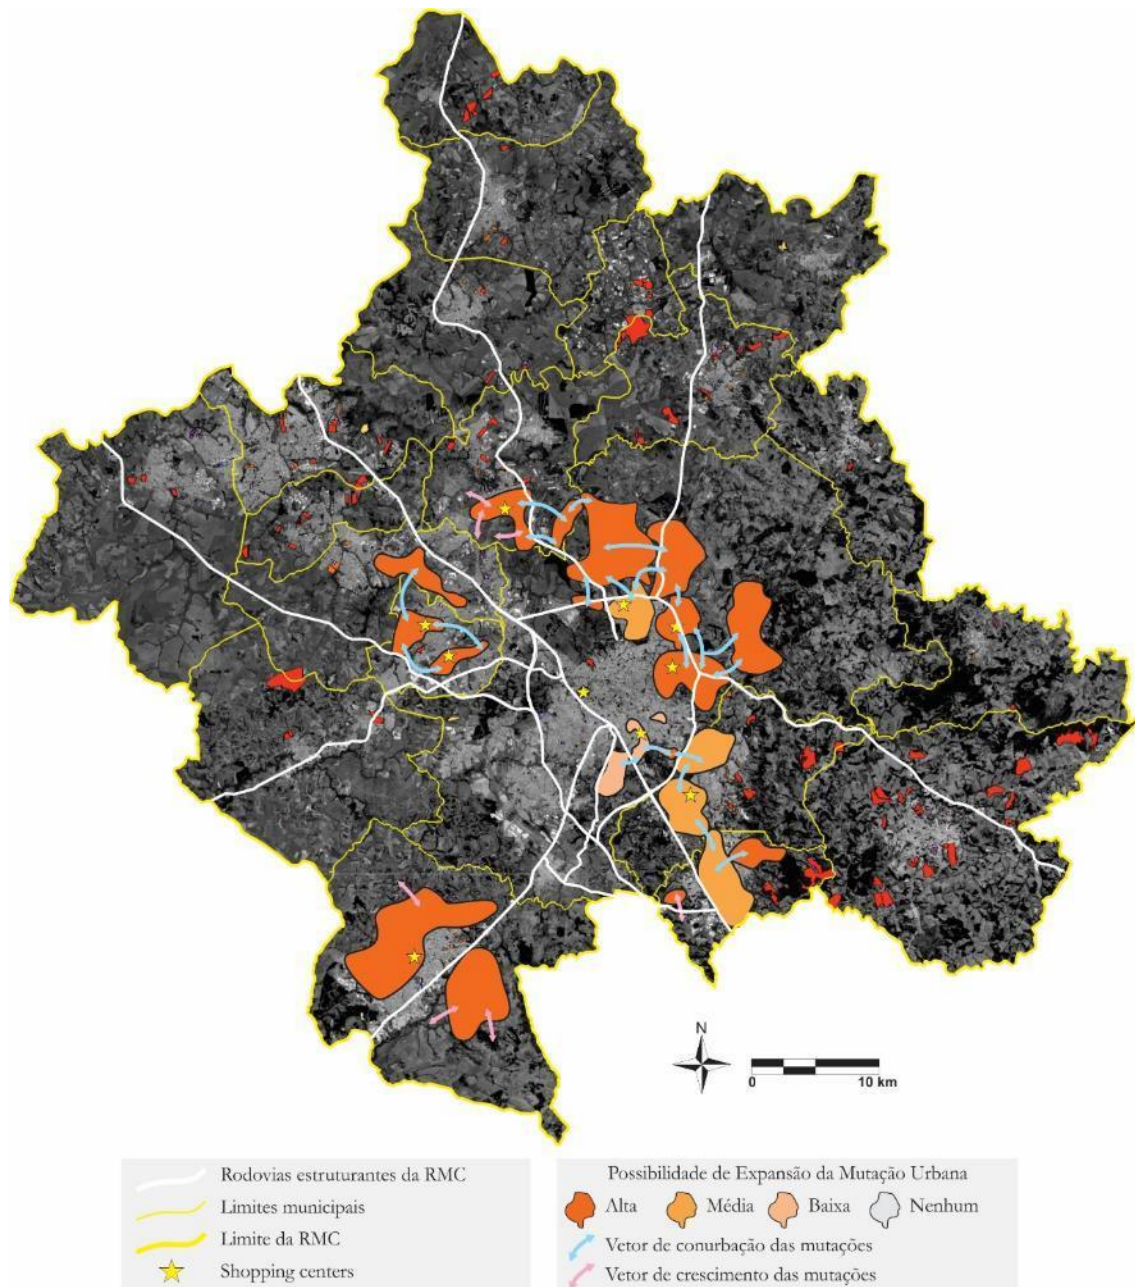 N
0 10 km
Rodovias estruturantes da RMC
Limites municipais
Limite da RMC
Shopping centers
Possibilidade de Expansão da Mutação Urbana
Alta Média Baixa Nenhum
Vetor de conurbação das mutações
Vetor de crescimento das mutações